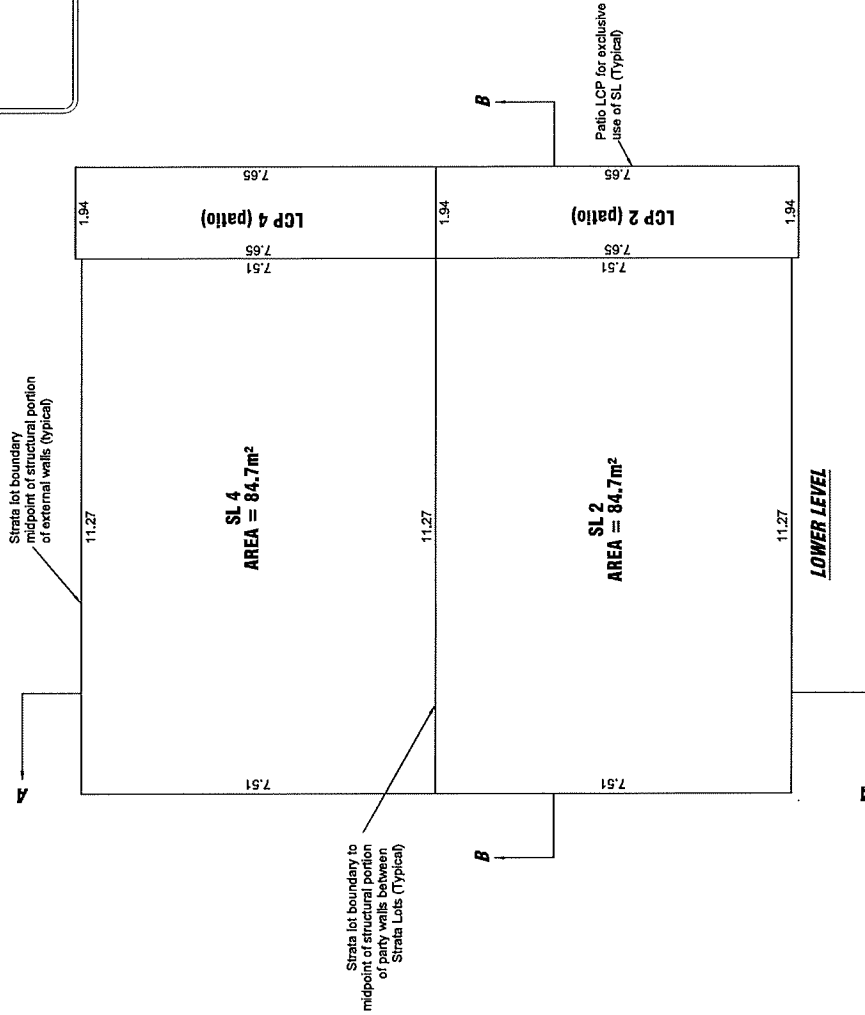 Strata lot boundary
midpoint of structural portion
of external walls (typical)
A
11.27
1.94
7.65
LCP 4 (patio)
7.65
7.51
SL 4
AREA = 84.7m²
7.51
11.27
1.94
B
Patio LCP for exclusive
use of SL (Typical)
7.65
LCP 2 (patio)
7.65
7.51
SL 2
AREA = 84.7m²
7.51
Strata lot boundary to
midpoint of structural portion
of party walls between
Strata Lots (Typical)
B
11.27
1.94
LOWER LEVEL